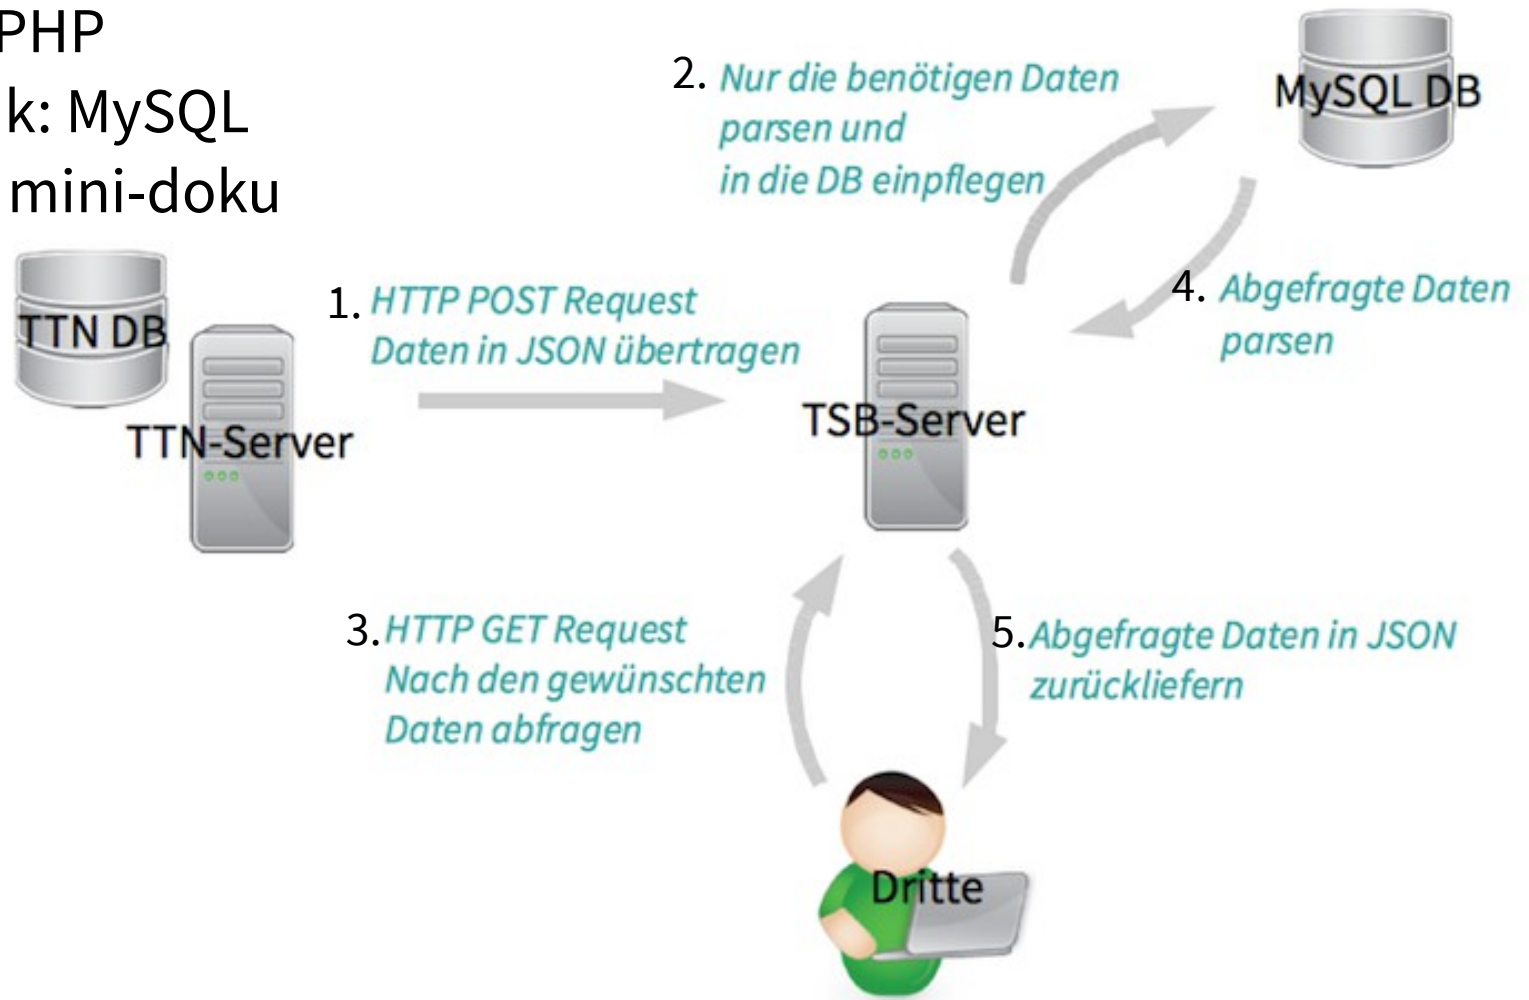 PHP
k: MySQL
mini-doku
TTN DB
TTN-Server
1. HTTP POST Request
Daten in JSON übertragen
2. Nur die benötigen Daten
parsen und
in die DB einpflegen
MySQL DB
4. Abgefragte Daten
parsen
TSB-Server
3. HTTP GET Request
Nach den gewünschten
Daten abfragen
5. Abgefragte Daten in JSON
zurückliefern
Dritte